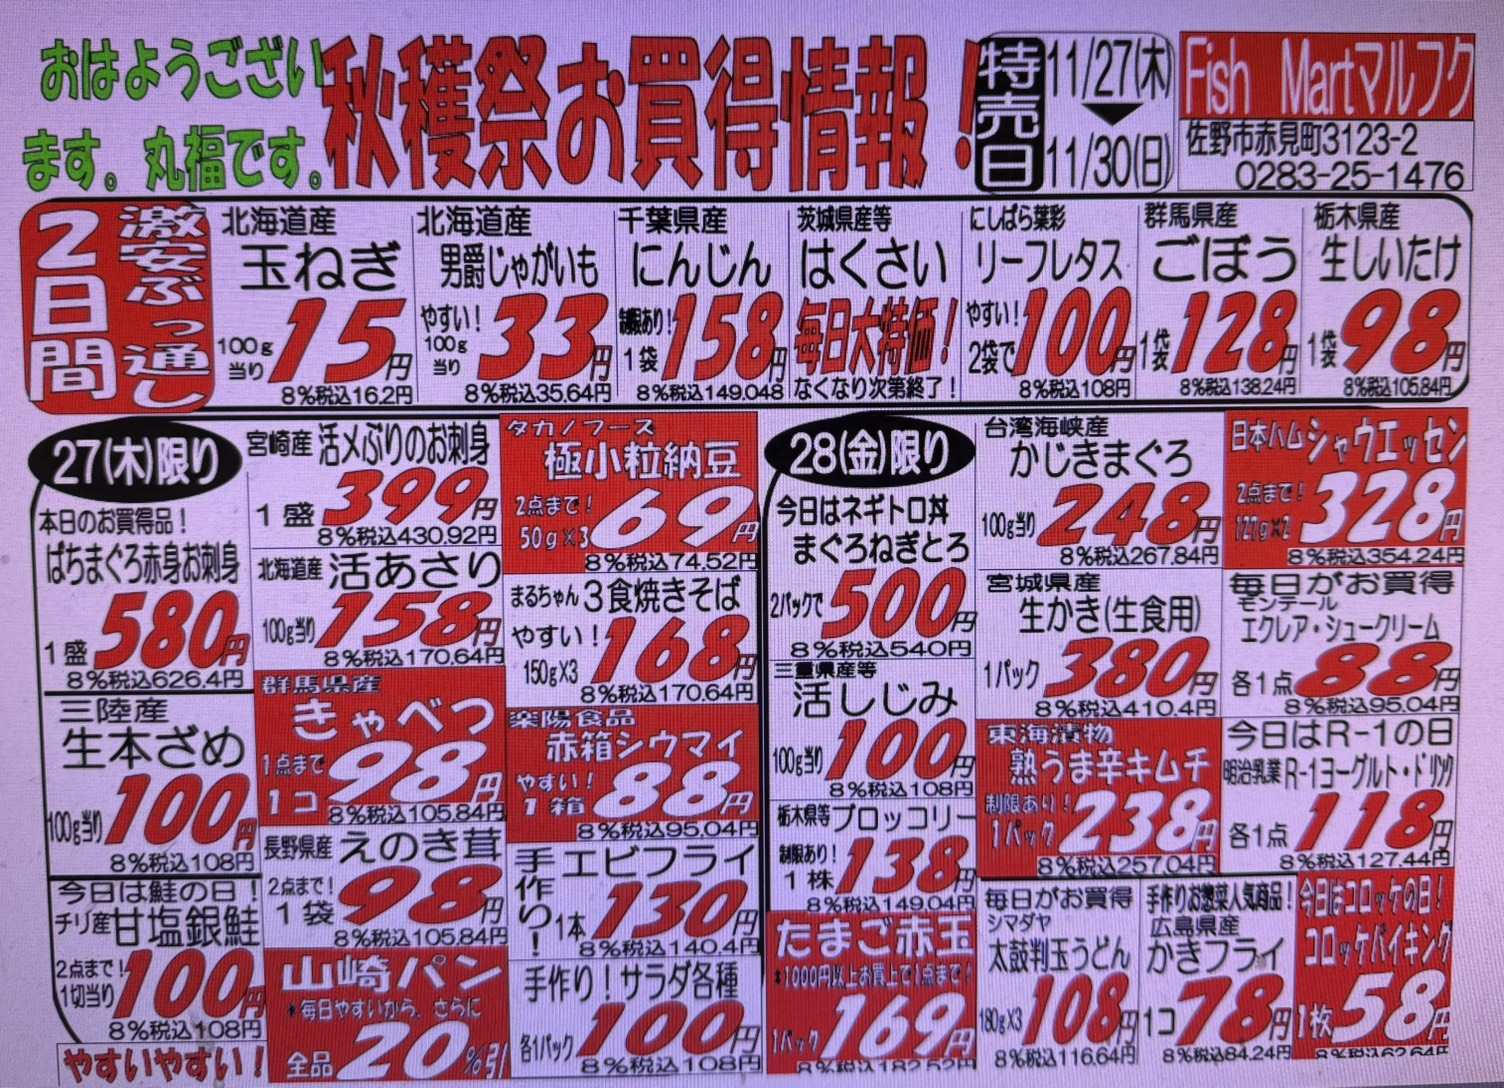 おはようござい
ます。丸福です。
秋穫祭お買得情報！
特売日
11/27(木)
11/30(日)
Fish Martマルフク
佐野市赤見町3123-2
0283-25-1476
2日間
激安ぶっ通し
北海道産
玉ねぎ
100g
当り
15円
8%税込16.2円
北海道産
男爵じゃがいも
やすい！
100g
当り
33円
8%税込35.64円
千葉県産
にんじん
制限あり！
1袋
158円
8%税込149.048
茨城県産等
はくさい
毎日大特価！
なくなり次第終了！
にしぱら葉彩
リーフレタス
やすい！
2袋で
100円
8%税込108円
群馬県産
ごぼう
1袋
128円
8%税込138.24円
栃木県産
生しいたけ
1袋
98円
8%税込105.84円
27(木)限り
本日のお買得品！
ばちまぐろ赤身お刺身
1盛
580円
8%税込626.4円
三陸産
生本ざめ
100g当り
100円
8%税込108円
今日は鮭の日！
チリ産甘塩銀鮭
2点まで！
1切当り
100円
8%税込108円
やすいやすい！
宮崎産 活〆ぶりのお刺身
1盛
399円
8%税込430.92円
北海道産 活あさり
100g当り
158円
8%税込170.64円
群馬県産
きゃべつ
1点まで
1コ
98円
8%税込105.84円
長野県産 えのき茸
2点まで！
1袋
98円
8%税込105.84円
山崎パン
*毎日やすいから、さらに
全品
20%引
タカノフーズ
極小粒納豆
2点まで！
50g×3
69円
8%税込74.52円
まるちゃん 3食焼きそば
やすい！
150g×3
168円
8%税込170.64円
楽陽食品
赤箱シウマイ
やすい！
1箱
88円
8%税込95.04円
手作り！
エビフライ
1本
130円
8%税込140.4円
手作り！サラダ各種
各1パック
100円
8%税込108円
28(金)限り
今日はネギトロ丼
まぐろねぎとろ
2パックで
500円
8%税込540円
三重県産等
活しじみ
100g当り
100円
8%税込108円
栃木県等 ブロッコリー
制限あり！
1株
138円
8%税込149.04円
たまご赤玉
*1000円以上お買上で1点まで！
1パック
169円
8%税込182.52円
台湾海峡産
かじきまぐろ
100g当り
248円
8%税込267.84円
宮城県産
生かき(生食用)
1パック
380円
8%税込410.4円
東海漬物
熟うま辛キムチ
制限あり！
1パック
238円
8%税込257.04円
毎日がお買得
シマダヤ
太鼓判玉うどん
180g×3
108円
8%税込116.64円
日本ハム シャウエッセン
2点まで！
127g×2
328円
8%税込354.24円
毎日がお買得
モンテール
エクレア・シュークリーム
各1点
88円
8%税込95.04円
今日はR-1の日
明治乳業 R-1ヨーグルト・ドリンク
各1点
118円
8%税込127.44円
手作りお惣菜人気商品！
広島県産
かきフライ
1コ
78円
8%税込84.24円
今日はコロッケの日！
コロッケバイキング
1枚
58円
8%税込62.64円